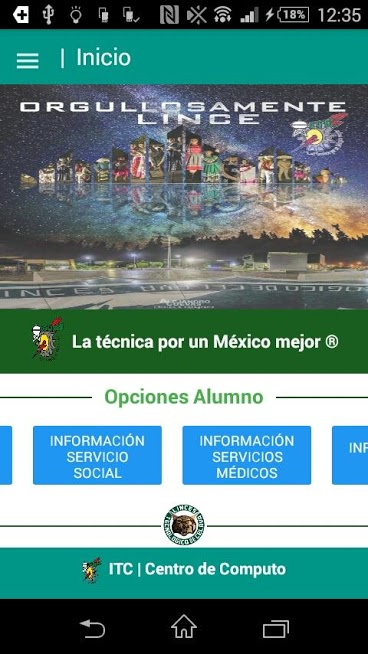 18%
12:35
| Inicio
ORGULLOSAMENTE
LINCE
La técnica por un México mejor ®
Opciones Alumno
INFORMACIÓN
SERVICIO
SOCIAL
INFORMACIÓN
SERVICIOS
MÉDICOS
ITC | Centro de Computo